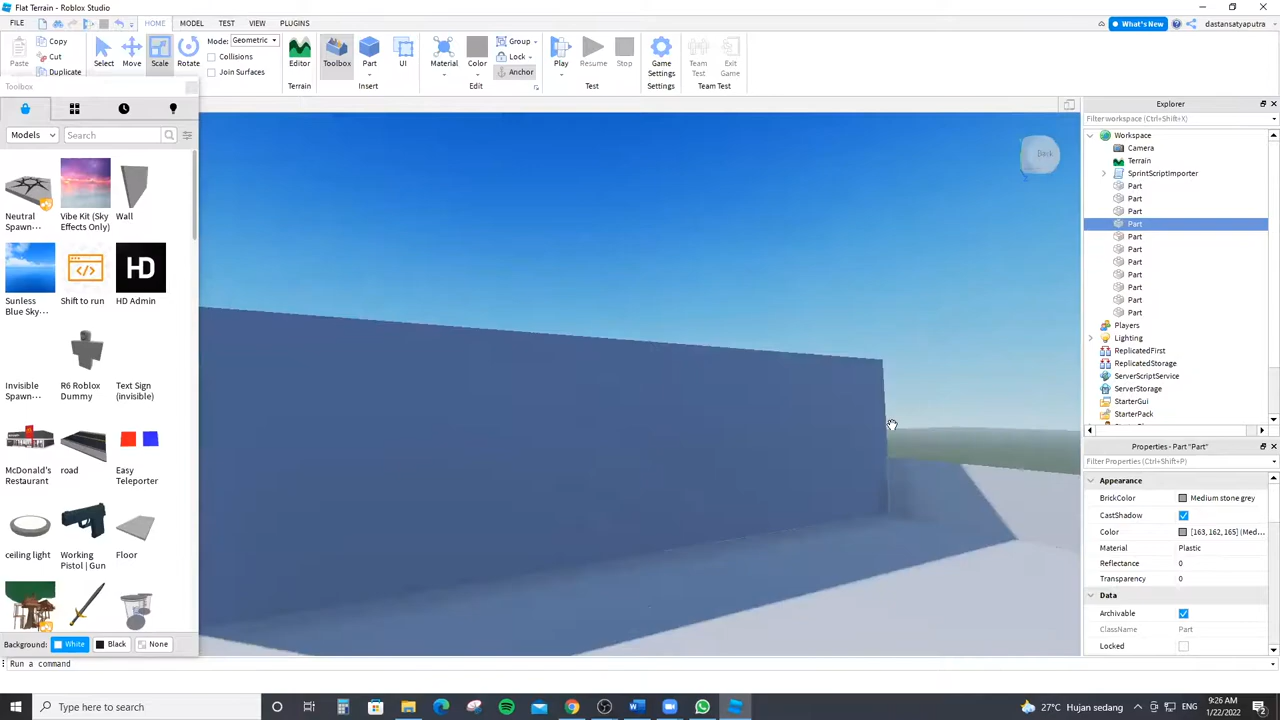 Flat Terrain - Roblox Studio
FILE HOME MODEL TEST VIEW PLUGINS
What's New dastansatyaputra
Paste Copy Cut Duplicate
Select Move Scale Rotate
Mode: Geometric
Collisions
Join Surfaces
Editor Toolbox Part UI
Material Color Group Lock Anchor
Play Resume Stop
Game Settings Team Test Exit Game
Terrain Insert Edit Test Settings Team Test
Toolbox
Models Search
Neutral Spawn··· Vibe Kit (Sky Effects Only) Wall
Sunless Blue Sky··· Shift to run HD Admin
HD
Invisible Spawn··· R6 Roblox Dummy Text Sign (invisible)
McDonald's Restaurant road Easy Teleporter
ceiling light Working Pistol | Gun Floor
Background: White Black None
Run a command
Back
Explorer
Filter workspace (Ctrl+Shift+X)
Workspace
Camera
Terrain
SprintScriptImporter
Part
Part
Part
Part
Part
Part
Part
Part
Part
Part
Part
Players
Lighting
ReplicatedFirst
ReplicatedStorage
ServerScriptService
ServerStorage
StarterGui
StarterPack
Properties - Part "Part"
Filter Properties (Ctrl+Shift+P)
Appearance
BrickColor Medium stone grey
CastShadow
Color [163, 162, 165] (Med...
Material Plastic
Reflectance 0
Transparency 0
Data
Archivable
ClassName Part
Locked
Type here to search
27°C Hujan sedang ENG 9:26 AM
1/22/2022